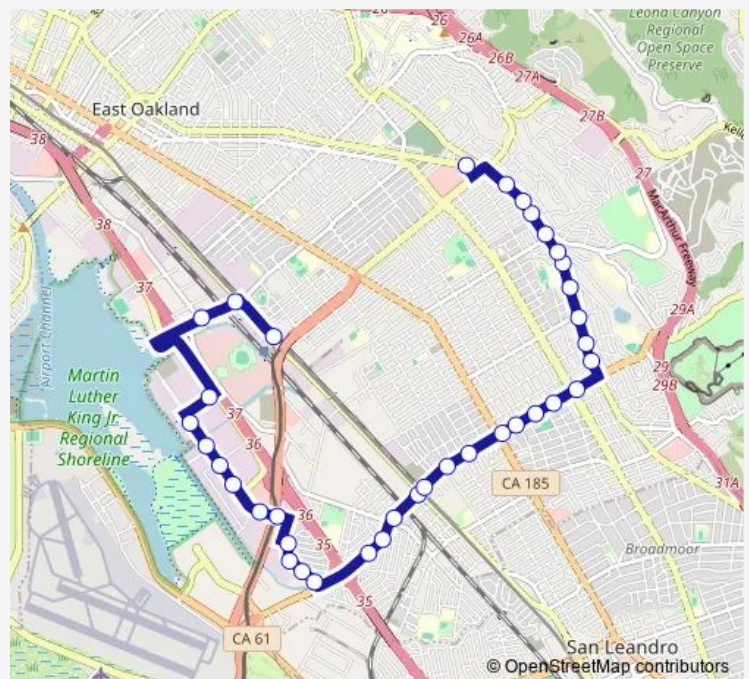 Leona Canyon
Regional
Open Space
Preserve
26
26A
26B
27A
27B
East Oakland
38
27
38
MacArthur Freeway
37
29A
Airport Channel
29
29B
Martin
Luther
King Jr.
Regional
Shoreline
37
36
CA 185
31A
36
35
Broadmoor
35
CA 61
San Leandro
© OpenStreetMap contributors